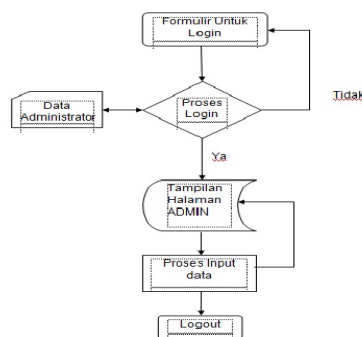 Formulir Untuk
Login
Tidak
Data
Administrator
Proses
Login
Ya
Tampilan
Halaman
ADMIN
Proses Input
data
Logout